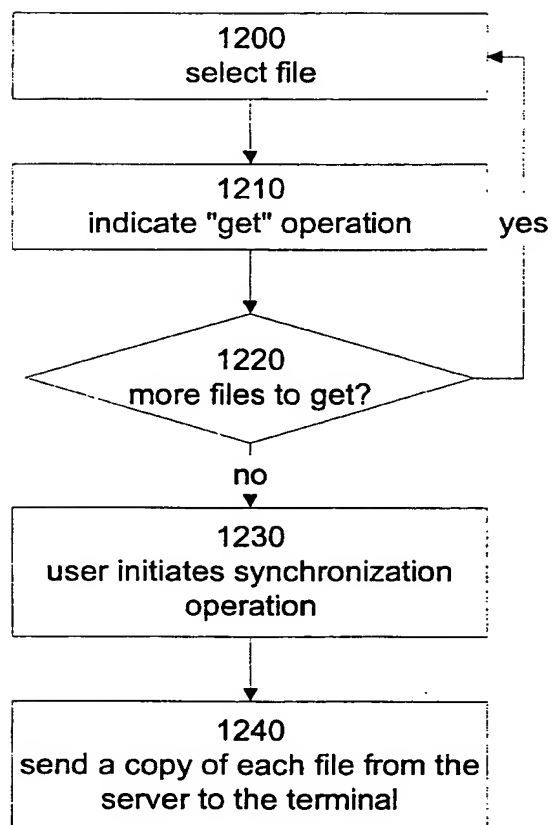 1200
select file
1210
indicate "get" operation
yes
1220
more files to get?
no
1230
user initiates synchronization
operation
1240
send a copy of each file from the
server to the terminal